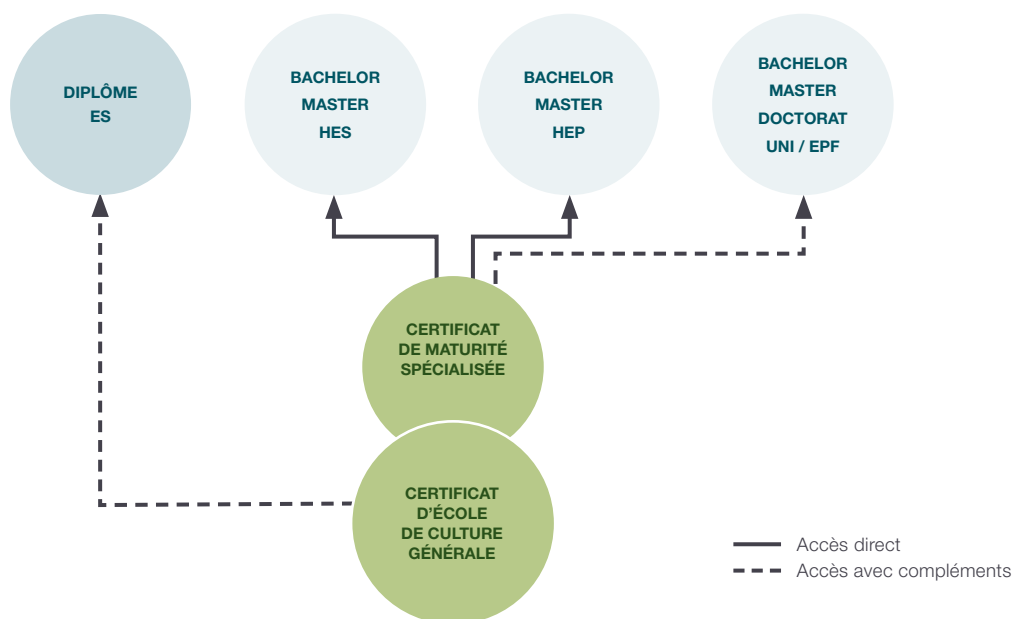 DIPLÔME
ES
BACHELOR
MASTER
HES
BACHELOR
MASTER
HEP
BACHELOR
MASTER
DOCTORAT
UNI / EPF
CERTIFICAT
DE MATURITÉ
SPÉCIALISÉE
CERTIFICAT
D'ÉCOLE
DE CULTURE
GÉNÉRALE
Accès direct
Accès avec compléments